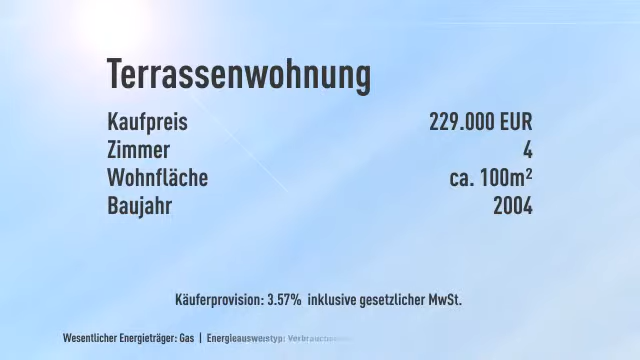 Terrassenwohnung
Kaufpreis 229.000 EUR
Zimmer 4
Wohnfläche ca. 100m²
Baujahr 2004
Käuferprovision: 3.57% inklusive gesetzlicher MwSt.
Wesentlicher Energieträger: Gas | Energieausweistyp: